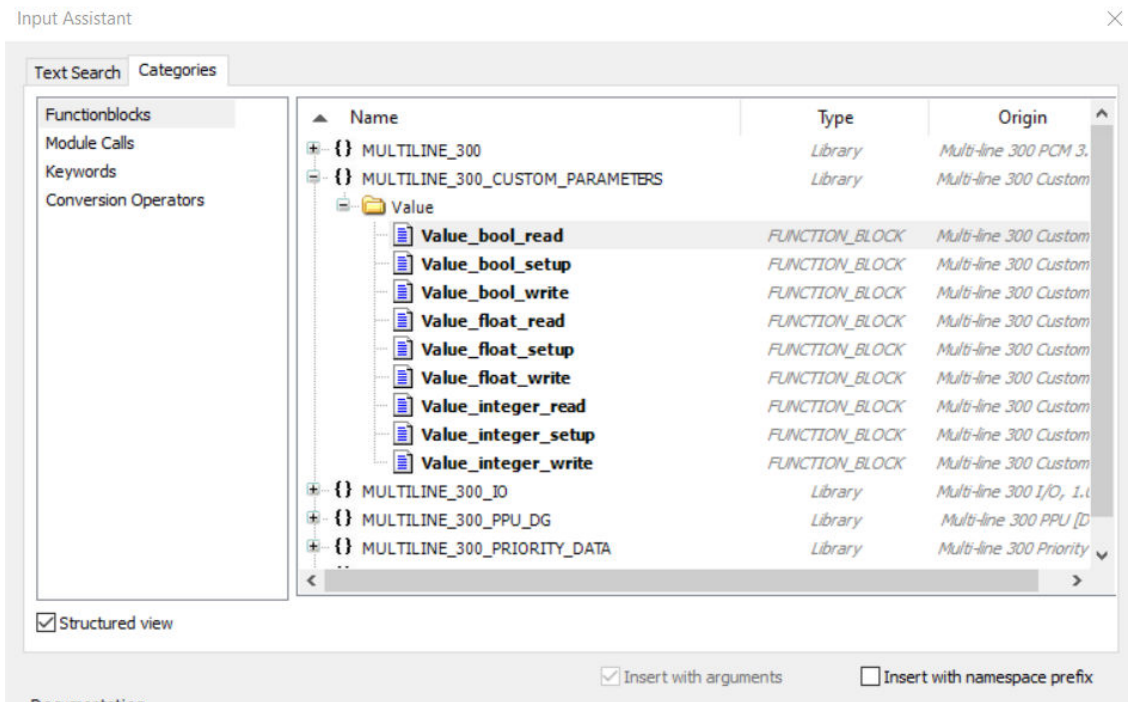 Input Assistant
Text Search Categories
Functionblocks
Module Calls
Keywords
Conversion Operators
Name Type Origin
{} MULTILINE_300 Library Multi-line 300 PCM 3.
{} MULTILINE_300_CUSTOM_PARAMETERS Library Multi-line 300 Custom
Value
Value_bool_read FUNCTION_BLOCK Multi-line 300 Custom
Value_bool_setup FUNCTION_BLOCK Multi-line 300 Custom
Value_bool_write FUNCTION_BLOCK Multi-line 300 Custom
Value_float_read FUNCTION_BLOCK Multi-line 300 Custom
Value_float_setup FUNCTION_BLOCK Multi-line 300 Custom
Value_float_write FUNCTION_BLOCK Multi-line 300 Custom
Value_integer_read FUNCTION_BLOCK Multi-line 300 Custom
Value_integer_setup FUNCTION_BLOCK Multi-line 300 Custom
Value_integer_write FUNCTION_BLOCK Multi-line 300 Custom
{} MULTILINE_300_IO Library Multi-line 300 I/O, 1.
{} MULTILINE_300_PPU_DG Library Multi-line 300 PPU [D
{} MULTILINE_300_PRIORITY_DATA Library Multi-line 300 Priority
Structured view
Insert with arguments Insert with namespace prefix